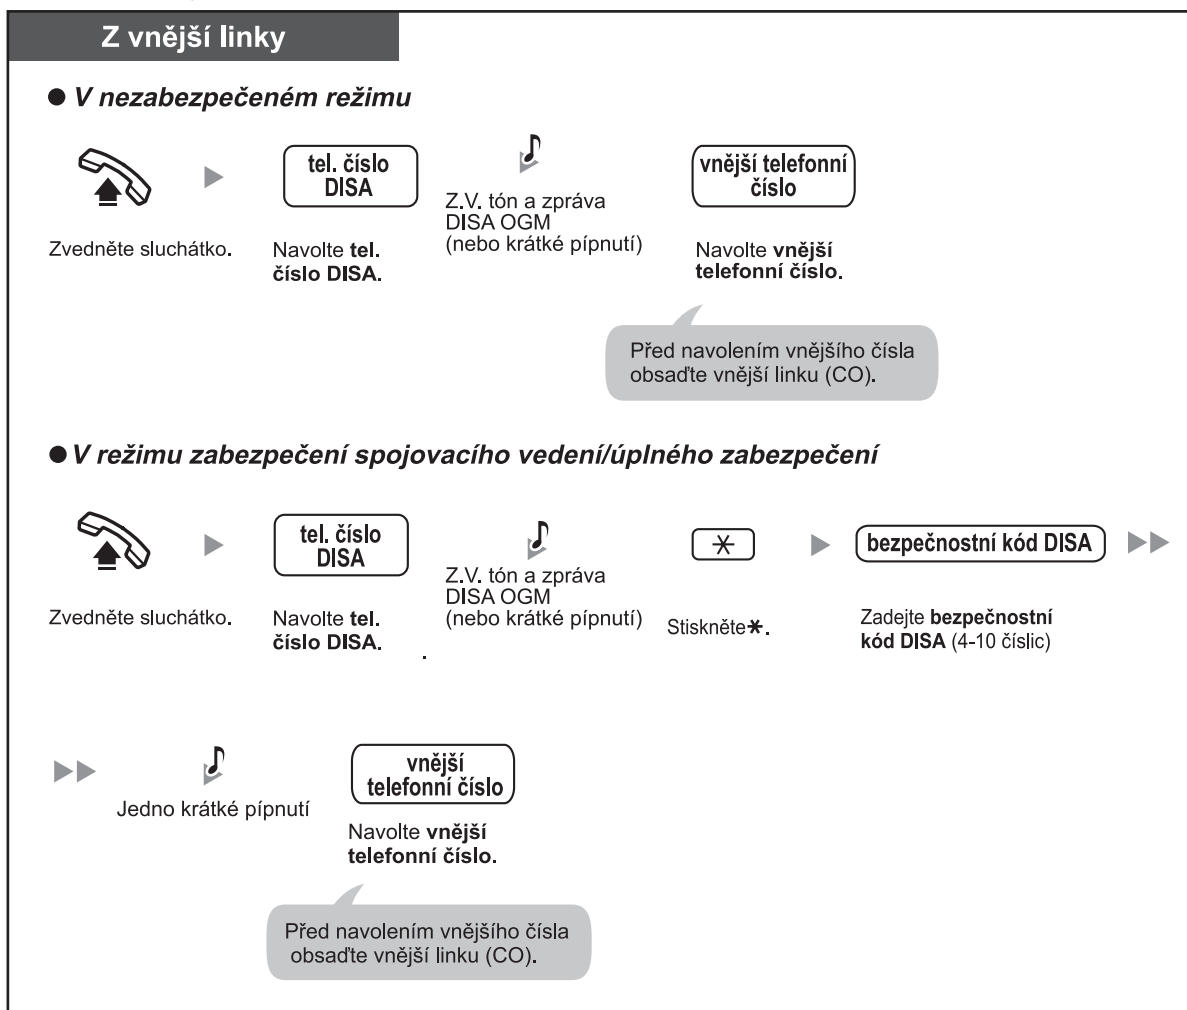 Z vnější linky
● V nezabezpečeném režimu
tel. číslo
DISA
vnější telefonní
číslo
Zvedněte sluchátko.
Navolte tel.
číslo DISA.
Z.V. tón a zpráva
DISA OGM
(nebo krátké pípnutí)
Navolte vnější
telefonní číslo.
Před navolením vnějšího čísla
obsaďte vnější linku (CO).
● V režimu zabezpečení spojovacího vedení/úplného zabezpečení
tel. číslo
DISA
bezpečnostní kód DISA
Zvedněte sluchátko.
Navolte tel.
číslo DISA.
.
Z.V. tón a zpráva
DISA OGM
(nebo krátké pípnutí)
Stiskněte*.
Zadejte bezpečnostní
kód DISA (4-10 číslic)
Jedno krátké pípnutí
vnější
telefonní číslo
Navolte vnější
telefonní číslo.
Před navolením vnějšího čísla
obsaďte vnější linku (CO).